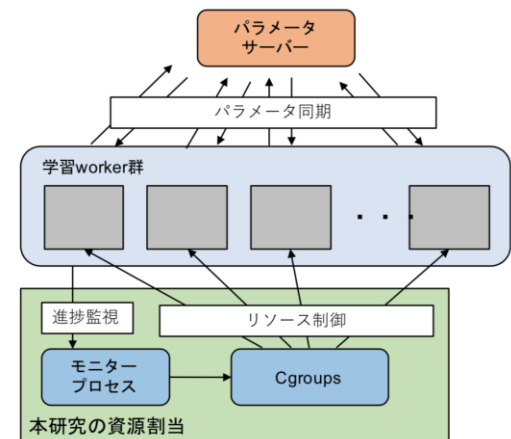 パラメータ
サーバー
パラメータ同期
学習worker群
・・・
進捗監視
リソース制御
モニター
プロセス
Cgroups
本研究の資源割当